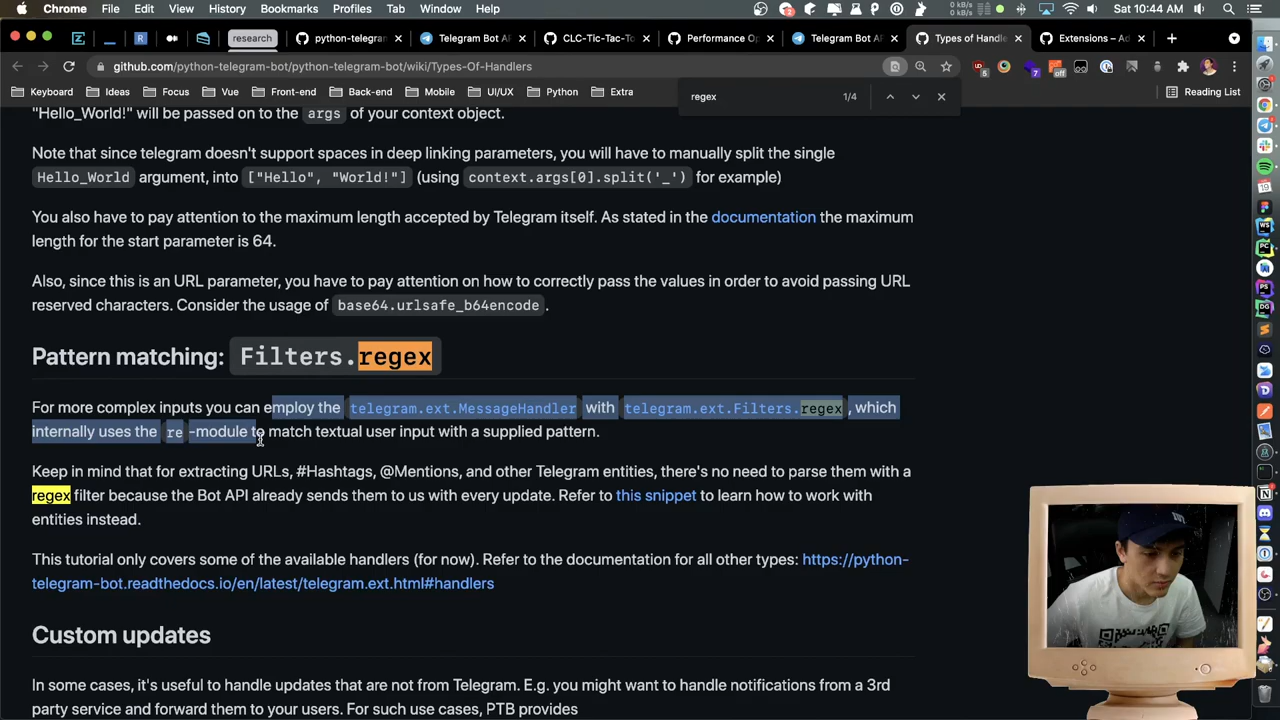 Chrome File Edit View History Bookmarks Profiles Tab Window Help
0 kB/s
0 kB/s
Sat 10:44 AM
research
python-telegra
Telegram Bot A
CLC-Tic-Tac-To
Performance Op
Telegram Bot A
Types of Handle
Extensions – Ad
github.com/python-telegram-bot/python-telegram-bot/wiki/Types-Of-Handlers
5
7
off
Keyboard Ideas Focus Vue Front-end Back-end Mobile UI/UX Python Extra
Reading List
regex 1/4
"Hello_World!" will be passed on to the args of your context object.
Note that since telegram doesn't support spaces in deep linking parameters, you will have to manually split the single
Hello_World argument, into ["Hello", "World!"] (using context.args[0].split('_') for example)
You also have to pay attention to the maximum length accepted by Telegram itself. As stated in the documentation the maximum
length for the start parameter is 64.
Also, since this is an URL parameter, you have to pay attention on how to correctly pass the values in order to avoid passing URL
reserved characters. Consider the usage of base64.urlsafe_b64encode.
Pattern matching: Filters.regex
For more complex inputs you can employ the telegram.ext.MessageHandler with telegram.ext.Filters.regex, which
internally uses the re-module to match textual user input with a supplied pattern.
Keep in mind that for extracting URLs, #Hashtags, @Mentions, and other Telegram entities, there's no need to parse them with a
regex filter because the Bot API already sends them to us with every update. Refer to this snippet to learn how to work with
entities instead.
This tutorial only covers some of the available handlers (for now). Refer to the documentation for all other types: https://python-
telegram-bot.readthedocs.io/en/latest/telegram.ext.html#handlers
Custom updates
In some cases, it's useful to handle updates that are not from Telegram. E.g. you might want to handle notifications from a 3rd
party service and forward them to your users. For such use cases, PTB provides